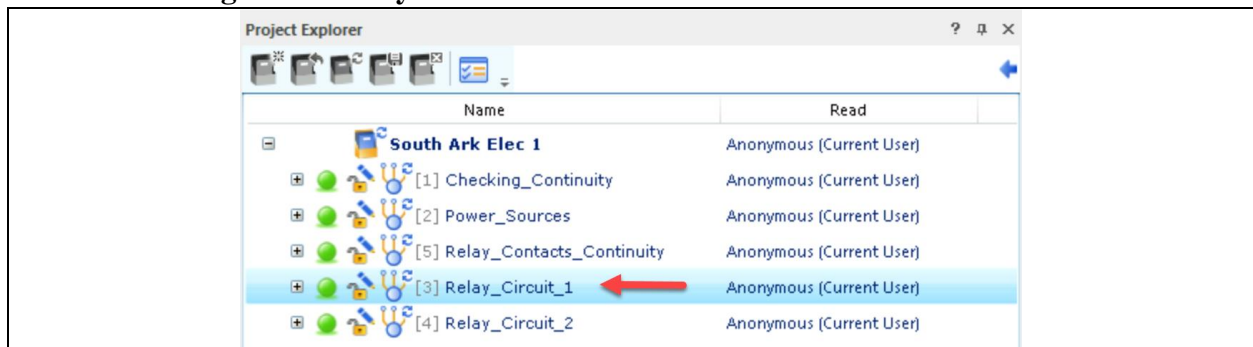 Project Explorer ? X
Name Read
South Ark Elec 1 Anonymous (Current User)
[1] Checking_Continuity Anonymous (Current User)
[2] Power_Sources Anonymous (Current User)
[5] Relay_Contacts_Continuity Anonymous (Current User)
[3] Relay_Circuit_1 Anonymous (Current User)
[4] Relay_Circuit_2 Anonymous (Current User)